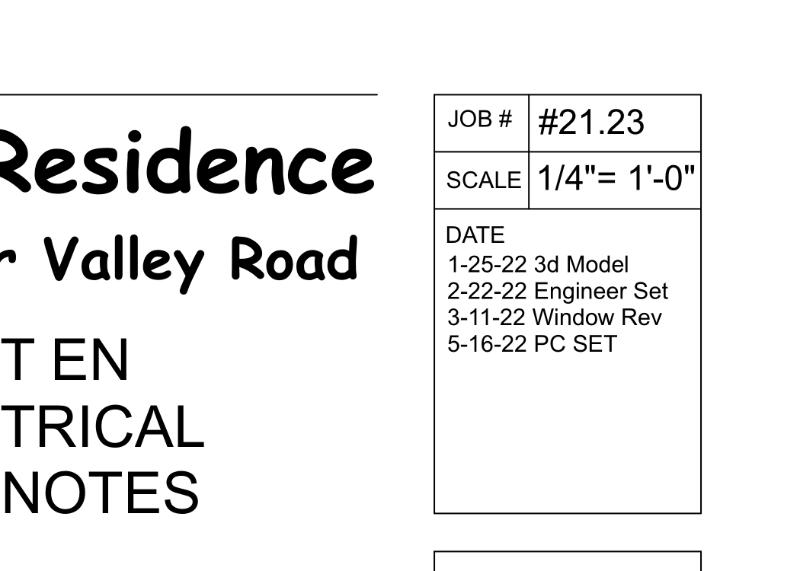 Residence
Valley Road
T EN
TRICAL
NOTES
JOB # #21.23
SCALE 1/4"= 1'-0"
DATE
1-25-22 3d Model
2-22-22 Engineer Set
3-11-22 Window Rev
5-16-22 PC SET